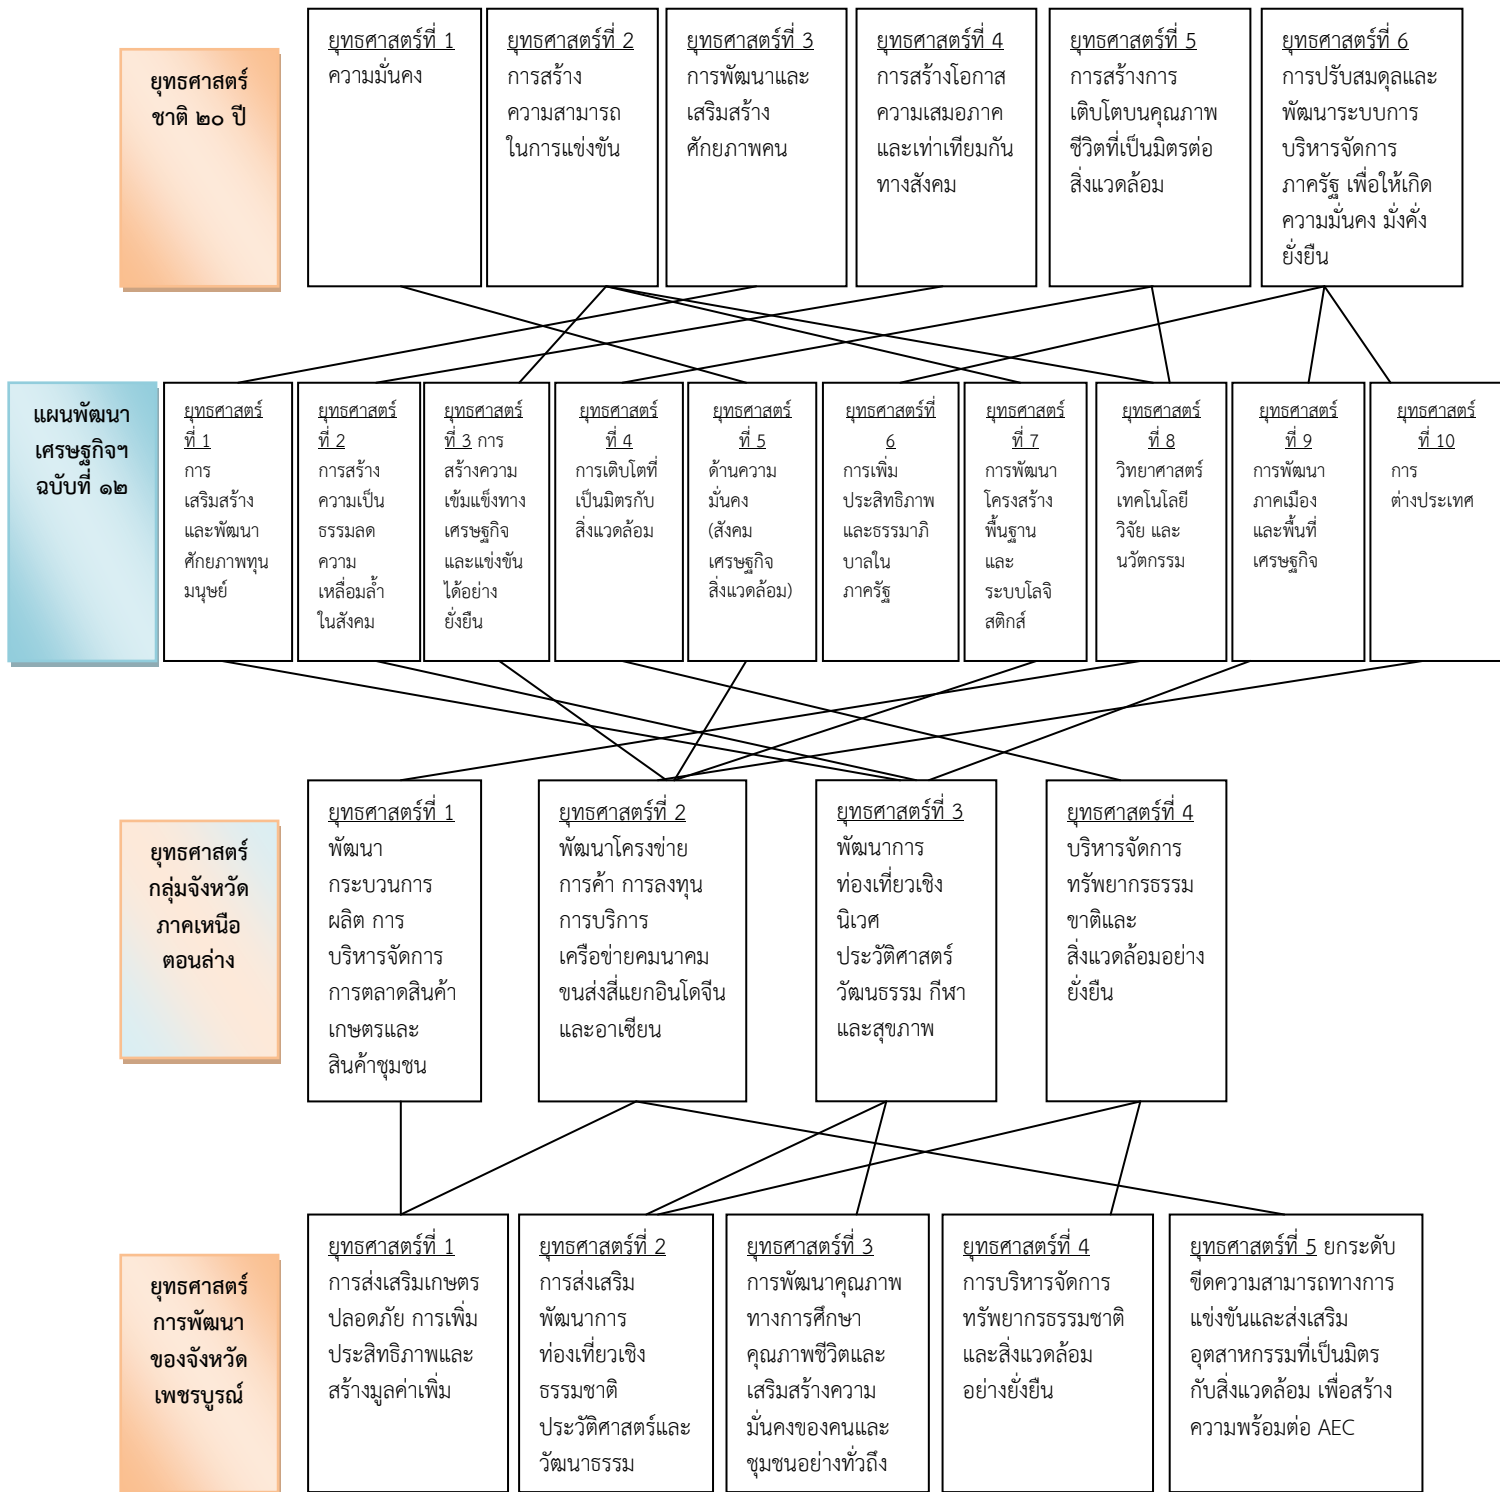 ยุทธศาสตร์
ชาติ ๒๐ ปี
ยุทธศาสตร์ที่ 1
ความมั่นคง
ยุทธศาสตร์ที่ 2
การสร้าง
ความสามารถ
ในการแข่งขัน
ยุทธศาสตร์ที่ 3
การพัฒนาและ
เสริมสร้าง
ศักยภาพคน
ยุทธศาสตร์ที่ 4
การสร้างโอกาส
ความเสมอภาค
และเท่าเทียมกัน
ทางสังคม
ยุทธศาสตร์ที่ 5
การสร้างการ
เติบโตบนคุณภาพ
ชีวิตที่เป็นมิตรต่อ
สิ่งแวดล้อม
ยุทธศาสตร์ที่ 6
การปรับสมดุลและ
พัฒนาระบบการ
บริหารจัดการ
ภาครัฐ เพื่อให้เกิด
ความมั่นคง มั่งคั่ง
ยั่งยืน
แผนพัฒนา
เศรษฐกิจฯ
ฉบับที่ ๑๒
ยุทธศาสตร์
ที่ 1
การ
เสริมสร้าง
และพัฒนา
ศักยภาพทุน
มนุษย์
ยุทธศาสตร์
ที่ 2
การสร้าง
ความเป็น
ธรรมลด
ความ
เหลื่อมล้ำ
ในสังคม
ยุทธศาสตร์
ที่ 3 การ
สร้างความ
เข้มแข็งทาง
เศรษฐกิจ
และแข่งขัน
ได้อย่าง
ยั่งยืน
ยุทธศาสตร์
ที่ 4
การเติบโตที่
เป็นมิตรกับ
สิ่งแวดล้อม
ยุทธศาสตร์
ที่ 5
ด้านความ
มั่นคง
(สังคม
เศรษฐกิจ
สิ่งแวดล้อม)
ยุทธศาสตร์ที่
6
การเพิ่ม
ประสิทธิภาพ
และธรรมาภิ
บาลใน
ภาครัฐ
ยุทธศาสตร์
ที่ 7
การพัฒนา
โครงสร้าง
พื้นฐาน
และ
ระบบโลจิ
สติกส์
ยุทธศาสตร์
ที่ 8
วิทยาศาสตร์
เทคโนโลยี
วิจัย และ
นวัตกรรม
ยุทธศาสตร์
ที่ 9
การพัฒนา
ภาคเมือง
และพื้นที่
เศรษฐกิจ
ยุทธศาสตร์
ที่ 10
การ
ต่างประเทศ
ยุทธศาสตร์
กลุ่มจังหวัด
ภาคเหนือ
ตอนล่าง
ยุทธศาสตร์ที่ 1
พัฒนา
กระบวนการ
ผลิต การ
บริหารจัดการ
การตลาดสินค้า
เกษตรและ
สินค้าชุมชน
ยุทธศาสตร์ที่ 2
พัฒนาโครงข่าย
การค้า การลงทุน
การบริการ
เครือข่ายคมนาคม
ขนส่งสี่แยกอินโดจีน
และอาเซียน
ยุทธศาสตร์ที่ 3
พัฒนาการ
ท่องเที่ยวเชิง
นิเวศ
ประวัติศาสตร์
วัฒนธรรม กีฬา
และสุขภาพ
ยุทธศาสตร์ที่ 4
บริหารจัดการ
ทรัพยากรธรรม
ชาติและ
สิ่งแวดล้อมอย่าง
ยั่งยืน
ยุทธศาสตร์
การพัฒนา
ของจังหวัด
เพชรบูรณ์
ยุทธศาสตร์ที่ 1
การส่งเสริมเกษตร
ปลอดภัย การเพิ่ม
ประสิทธิภาพและ
สร้างมูลค่าเพิ่ม
ยุทธศาสตร์ที่ 2
การส่งเสริม
พัฒนาการ
ท่องเที่ยวเชิง
ธรรมชาติ
ประวัติศาสตร์และ
วัฒนาธรรม
ยุทธศาสตร์ที่ 3
การพัฒนาคุณภาพ
ทางการศึกษา
คุณภาพชีวิตและ
เสริมสร้างความ
มั่นคงของคนและ
ชุมชนอย่างทั่วถึง
ยุทธศาสตร์ที่ 4
การบริหารจัดการ
ทรัพยากรธรรมชาติ
และสิ่งแวดล้อม
อย่างยั่งยืน
ยุทธศาสตร์ที่ 5 ยกระดับ
ขีดความสามารถทางการ
แข่งขันและส่งเสริม
อุตสาหกรรมที่เป็นมิตร
กับสิ่งแวดล้อม เพื่อสร้าง
ความพร้อมต่อ AEC